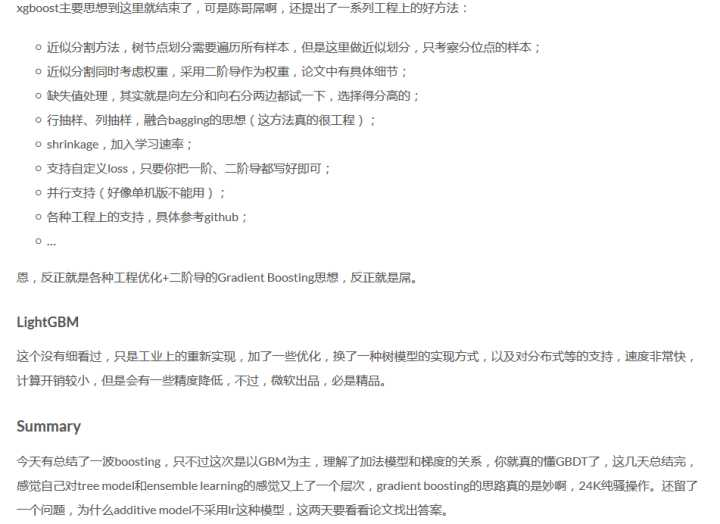 xgboost主要思想到这里就结束了，可是陈哥屌啊，还提出了一系列工程上的好方法：
近似分割方法，树节点划分需要遍历所有样本，但是这里做近似划分，只考察分位点的样本；
近似分割同时考虑权重，采用二阶导作为权重，论文中有具体细节；
缺失值处理，其实就是向左分和向右分两边都试一下，选择得分高的；
行抽样、列抽样，融合bagging的思想（这方法真的很工程）；
shrinkage，加入学习速率；
支持自定义loss，只要你把一阶、二阶导都写好即可；
并行支持（好像单机版不能用）；
各种工程上的支持，具体参考github；
...
恩，反正就是各种工程优化+二阶导的Gradient Boosting思想，反正就是屌。
LightGBM
这个没有细看过，只是工业上的重新实现，加了一些优化，换了一种树模型的实现方式，以及对分布式等的支持，速度非常快，
计算开销较小，但是会有一些精度降低，不过，微软出品，必是精品。
Summary
今天有总结了一波boosting，只不过这次是以GBM为主，理解了加法模型和梯度的关系，你就真的懂GBDT了，这几天总结完，
感觉自己对tree model和ensemble learning的感觉又上了一个层次，gradient boosting的思路真的是妙啊，24K纯骚操作。还留了
一个问题，为什么additive model不采用lr这种模型，这两天要看看论文找出答案。